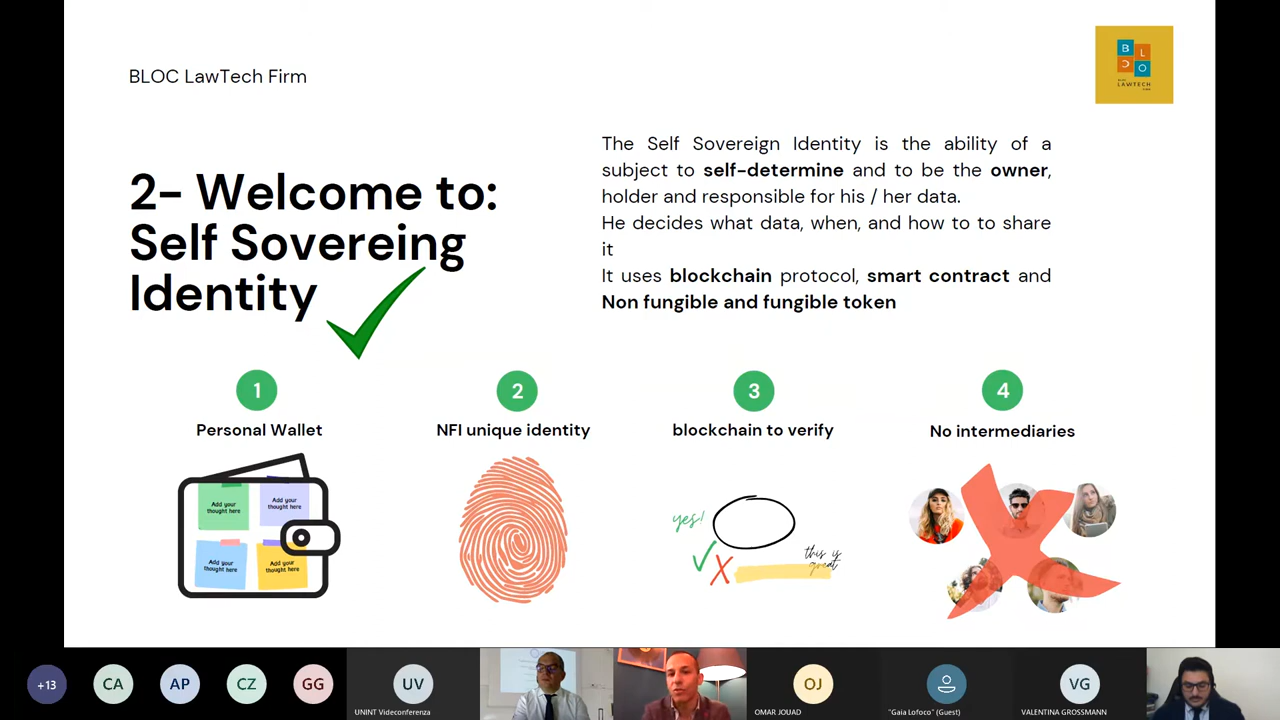 BLOC LawTech Firm
B L
C O
LAWTECH
2- Welcome to:
Self Sovereing
Identity
The Self Sovereign Identity is the ability of a
subject to self-determine and to be the owner,
holder and responsible for his / her data.
He decides what data, when, and how to to share
it
It uses blockchain protocol, smart contract and
Non fungible and fungible token
1
Personal Wallet
Add your
thought here
Add your
thought here
Add your
thought here
Add your
thought here
2
NFI unique identity
3
blockchain to verify
yes!
this is
great
4
No intermediaries
+13
CA
AP
CZ
GG
UV
UNINT Videconferenza
OJ
OMAR JOUAD
"Gaia Lofoco" (Guest)
VG
VALENTINA GROSSMANN